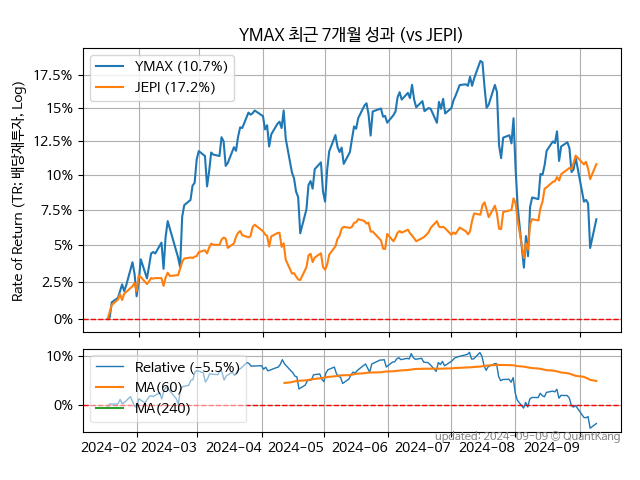 YMAX 최근 7개월 성과 (vs JEPI)
Rate of Return (TR: 배당재투자, Log)
17.5%
15%
12.5%
10%
7.5%
5%
2.5%
0%
YMAX (10.7%)
JEPI (17.2%)
10%
0%
Relative (−5.5%)
MA(60)
MA(240)
2024−02 2024−03 2024−04 2024−05 2024−06 2024−07 2024−08 2024−09
updated: 2024−09−09 © QuantKang